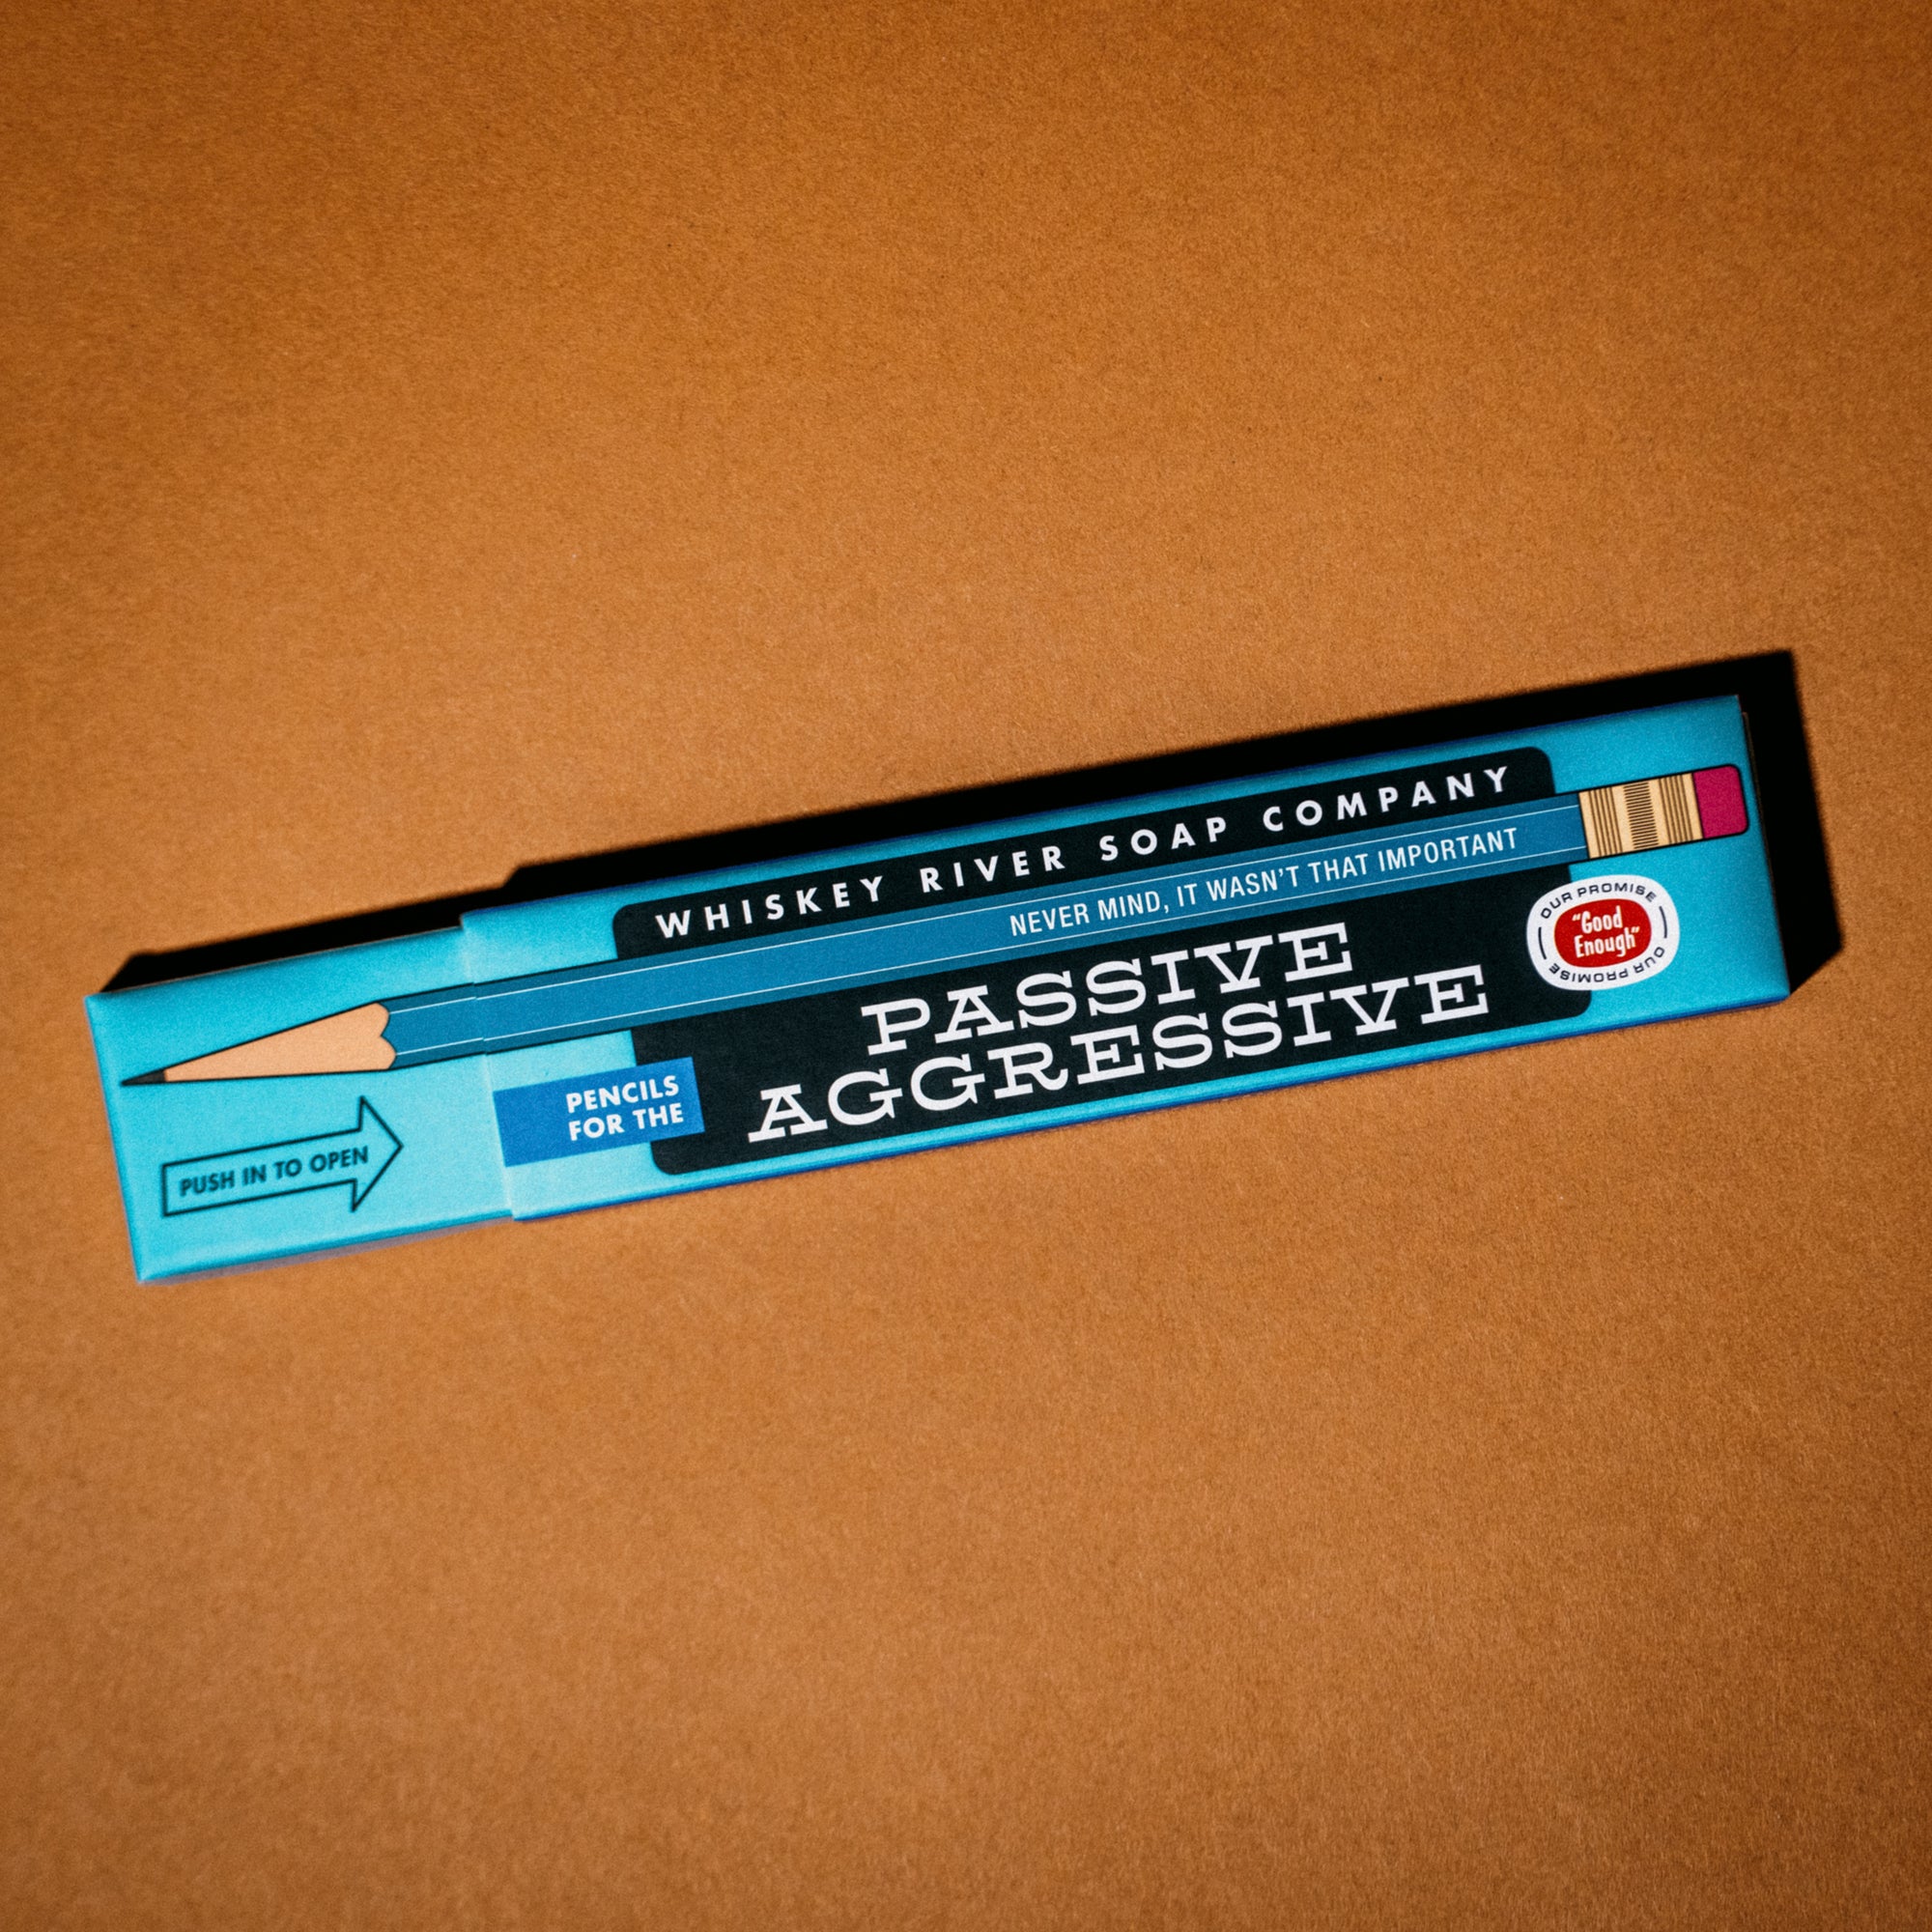 WHISKEY RIVER SOAP COMPANY
NEVER MIND, IT WASN'T THAT IMPORTANT
PENCILS
FOR THE
PASSIVE
AGGRESSIVE
OUR PROMISE
"Good
Enough"
OUR PROMISE
PUSH IN TO OPEN